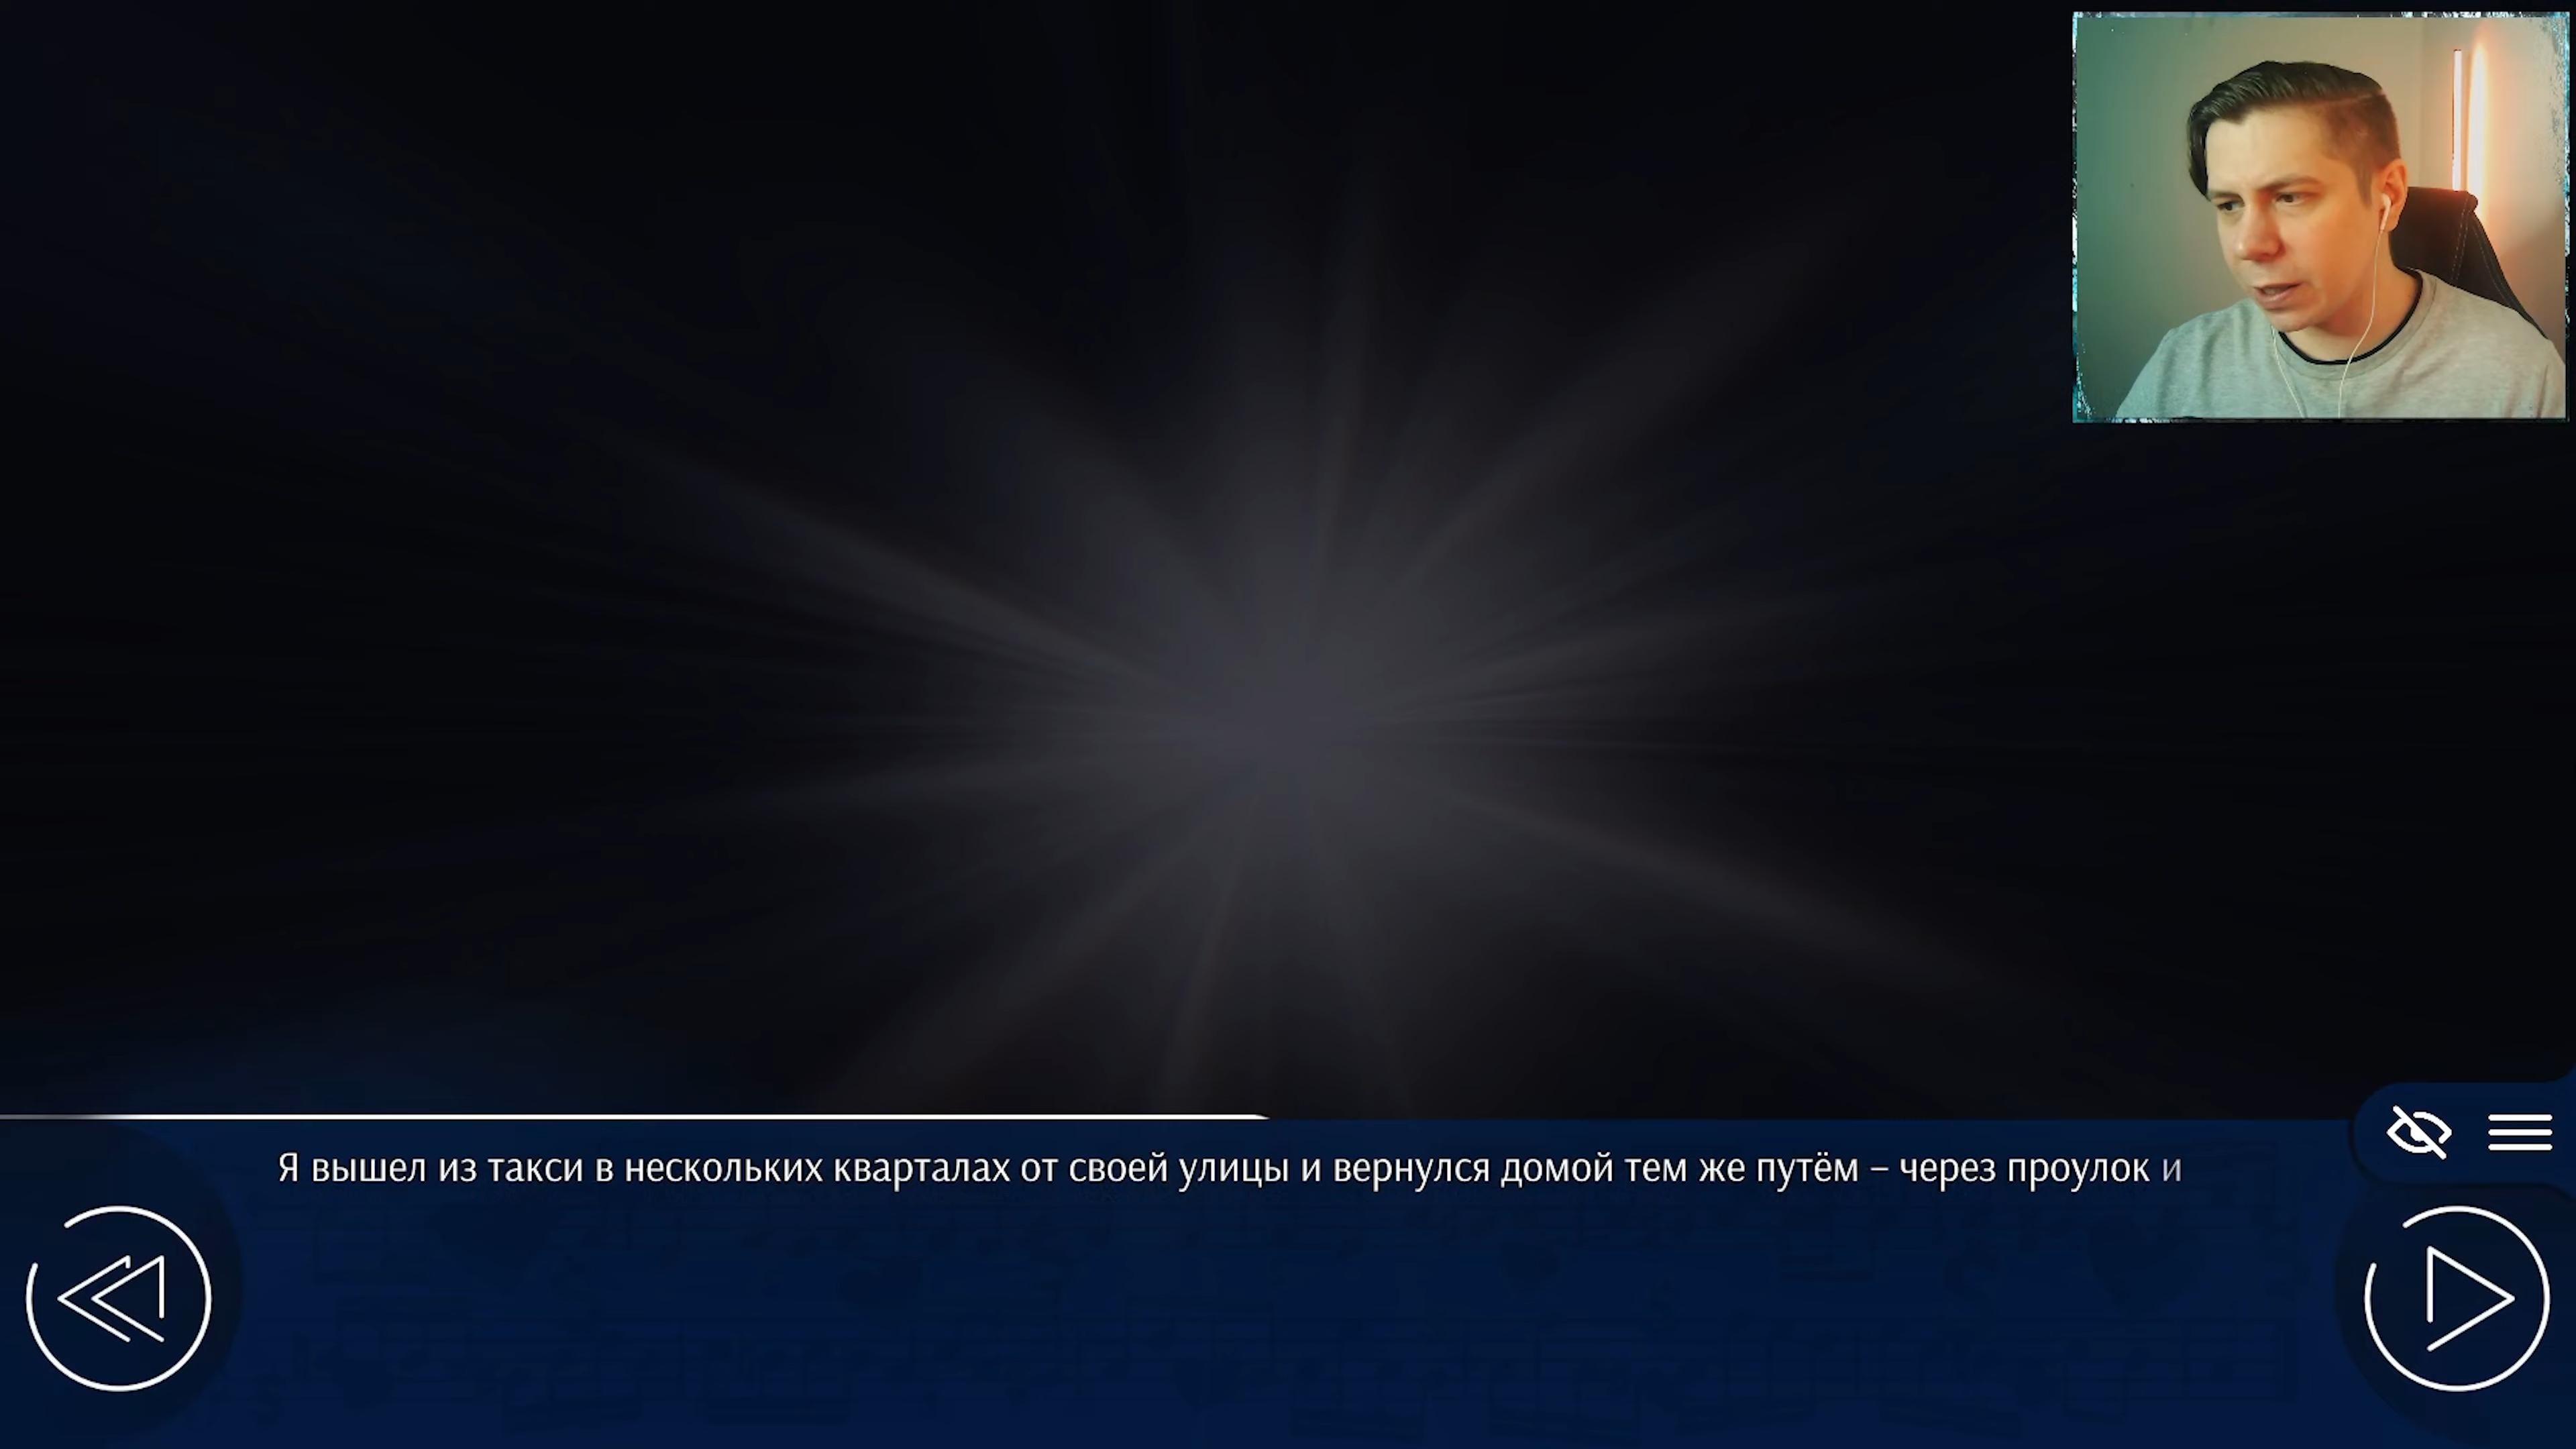 Я вышел из такси в нескольких кварталах от своей улицы и вернулся домой тем же путём – через проулок и